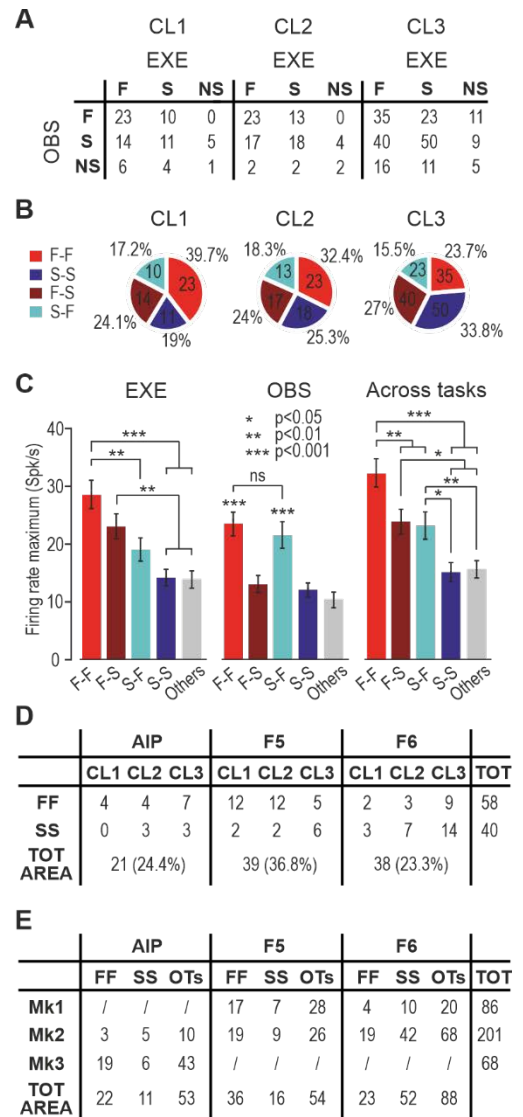 A
CL1 CL2 CL3
EXE EXE EXE
F S NS F S NS F S NS
OBS
F 23 10 0 23 13 0 35 23 11
S 14 11 5 17 18 4 40 50 9
NS 6 4 1 2 2 2 16 11 5
B
CL1 CL2 CL3
F-F
S-S
F-S
S-F
17.2% 39.7% 18.3% 32.4% 15.5% 23.7%
10 23 13 23 23 35
14 11 17 18 40 50
24.1% 19% 24% 25.3% 27% 33.8%
C
EXE OBS Across tasks
* p<0.05
** p<0.01
*** p<0.001
Firing rate maximum (Spk/s)
40
30
20
10
0
*** ** **
ns *** ***
*** ** * ** *
F-F F-S S-F S-S Others F-F F-S S-F S-S Others F-F F-S S-F S-S Others
D
AIP F5 F6
CL1 CL2 CL3 CL1 CL2 CL3 CL1 CL2 CL3 TOT
FF 4 4 7 12 12 5 2 3 9 58
SS 0 3 3 2 2 6 3 7 14 40
TOT AREA 21 (24.4%) 39 (36.8%) 38 (23.3%)
E
AIP F5 F6
FF SS OTs FF SS OTs FF SS OTs TOT
Mk1 / / / 17 7 28 4 10 20 86
Mk2 3 5 10 19 9 26 19 42 68 201
Mk3 19 6 43 / / / / / / 68
TOT AREA 22 11 53 36 16 54 23 52 88